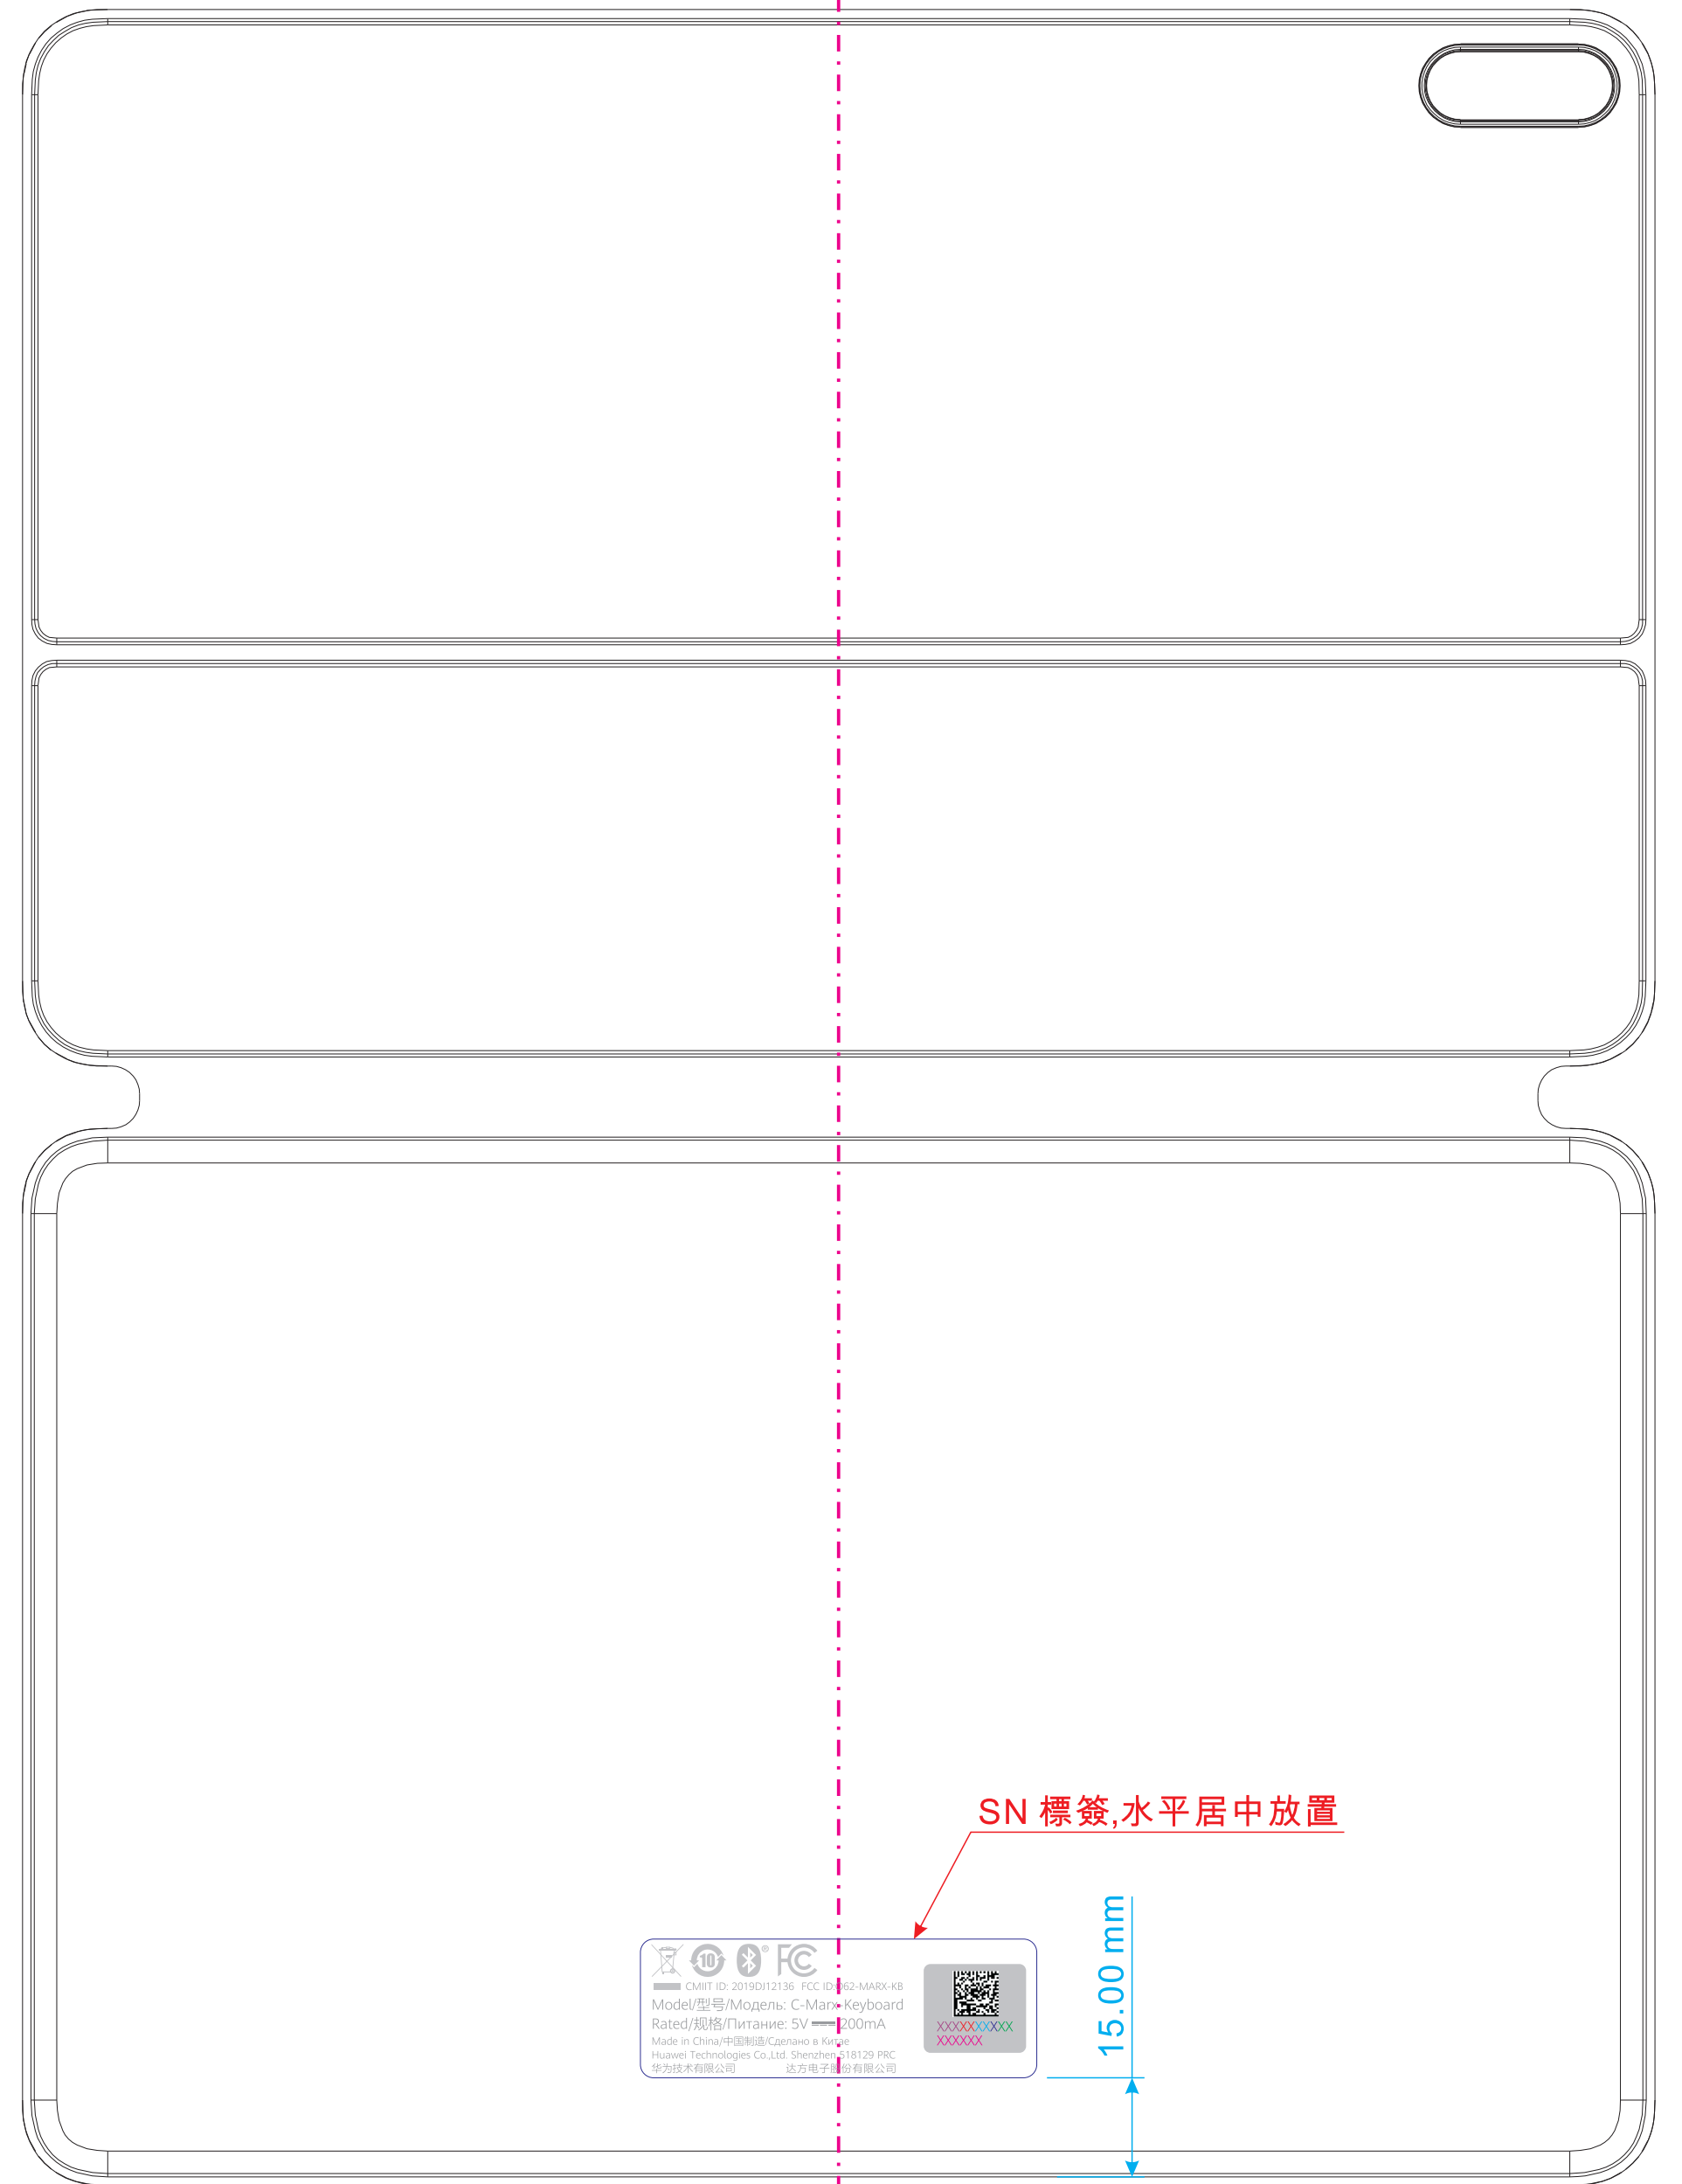 SN 標簽,水平居中放置
15.00 mm
10 ® FC
CMIIT ID: 2019DJ12136 FCC ID:O62-MARX-KB
Model/型号/Модель: C-Marx-Keyboard
Rated/规格/Питание: 5V 200mA
Made in China/中国制造/Сделано в Китае
Huawei Technologies Co.,Ltd. Shenzhen 518129 PRC
华为技术有限公司 达方电子股份有限公司
XXXXXXXXXX
XXXXXX